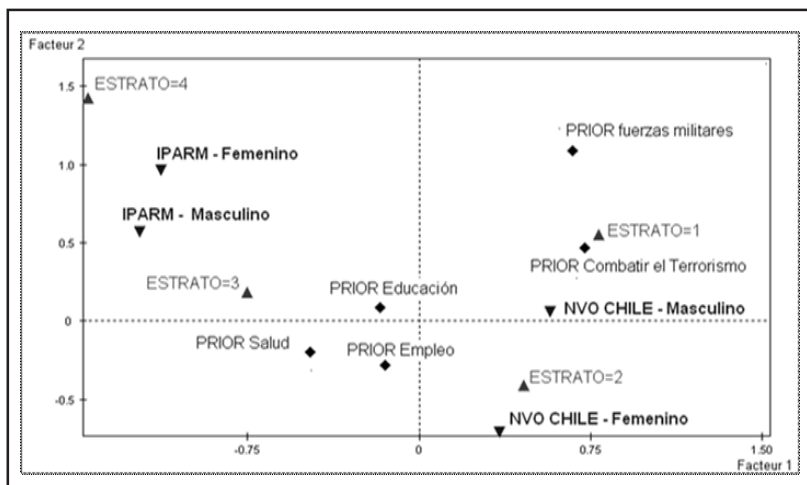 Facteur 2
1.5
ESTRATO=4
PRIOR fuerzas militares
IPARM - Femenino
1.0
IPARM - Masculino
0.5
ESTRATO=1
PRIOR Combatir el Terrorismo
ESTRATO=3
PRIOR Educación
NVO CHILE - Masculino
0
PRIOR Salud
PRIOR Empleo
ESTRATO=2
-0.5
NVO CHILE - Femenino
-0.75
0
0.75
1.50
Facteur 1